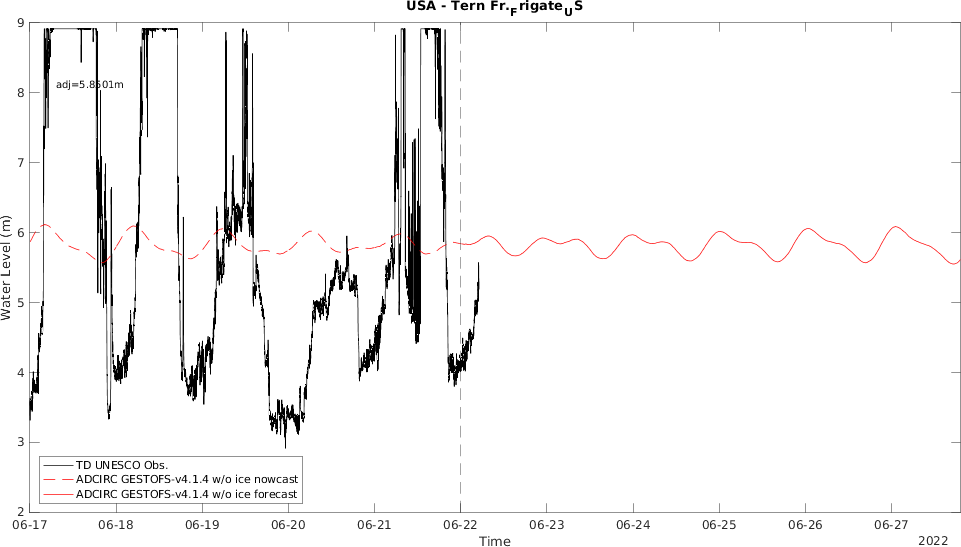 USA - Tern Fr.FrigateUS
9
adj=5.8501m
8
7
6
5
4
3
2
Water Level (m)
TD UNESCO Obs.
ADCIRC GESTOFS-v4.1.4 w/o ice nowcast
ADCIRC GESTOFS-v4.1.4 w/o ice forecast
06-17 06-18 06-19 06-20 06-21 06-22 06-23 06-24 06-25 06-26 06-27
Time
2022